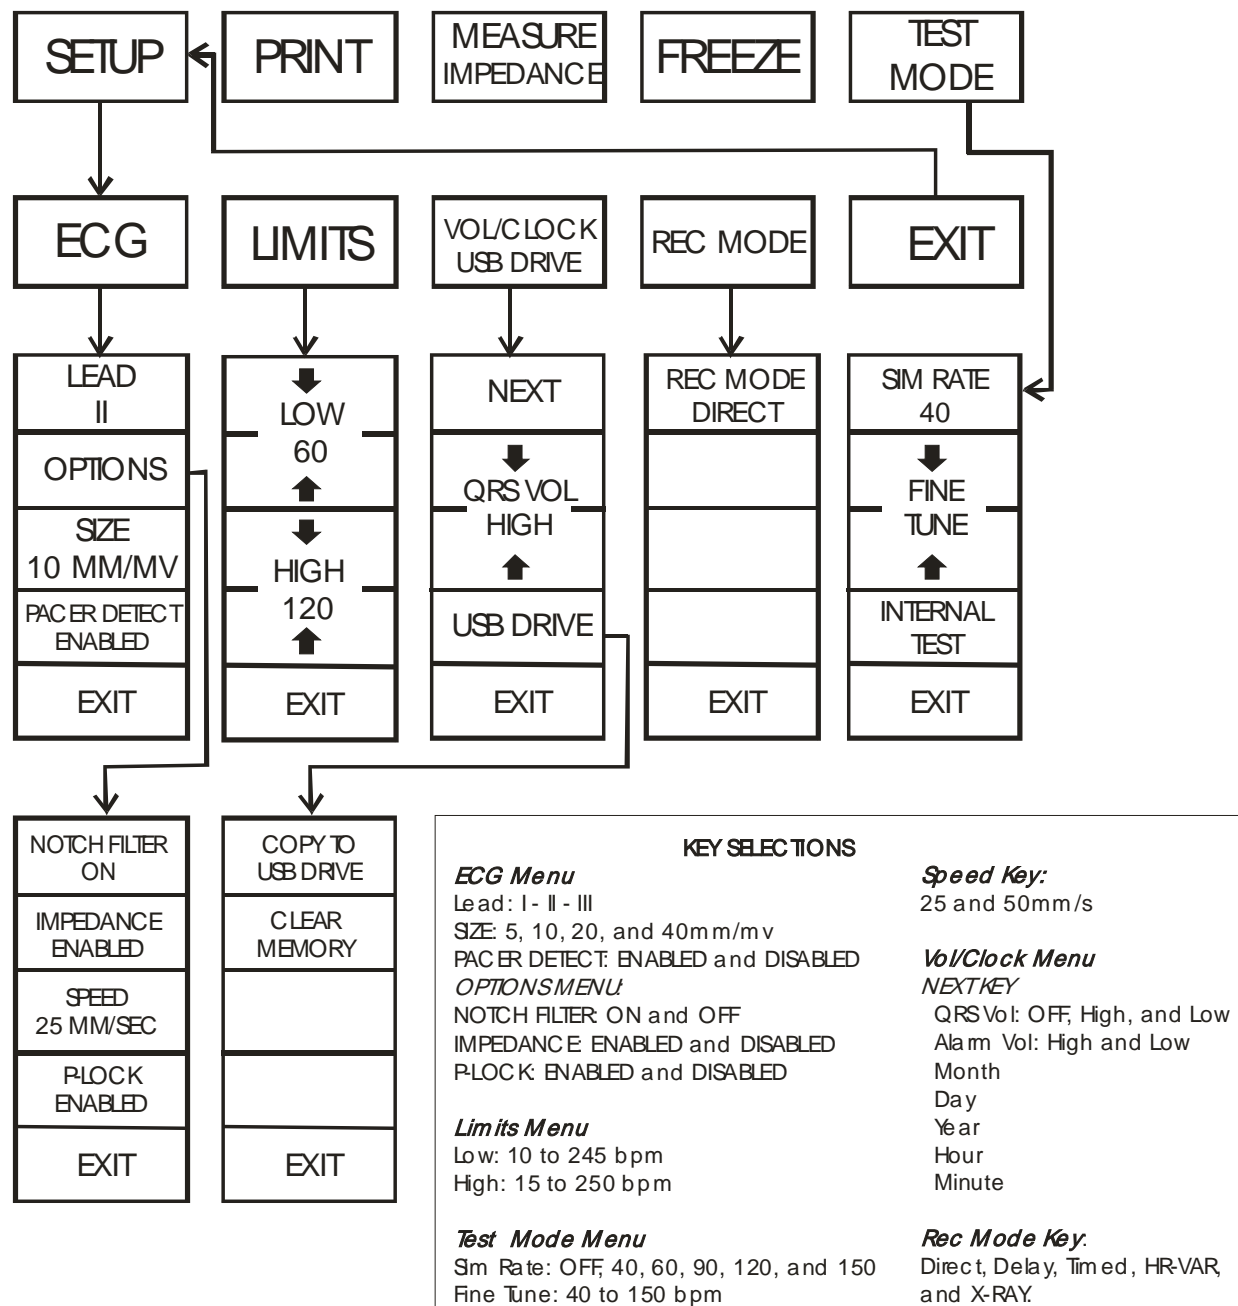 SETUP
PRINT
MEASURE
IMPEDANCE
FREEZE
TEST
MODE
ECG
LIMITS
VOL/CLOCK
USB DRIVE
REC MODE
EXIT
LEAD
II
OPTIONS
SIZE
10 MM/MV
PACER DETECT
ENABLED
EXIT
LOW
60
HIGH
120
EXIT
NEXT
QRS VOL
HIGH
USB DRIVE
EXIT
REC MODE
DIRECT
EXIT
SIM RATE
40
FINE
TUNE
INTERNAL
TEST
EXIT
NOTCH FILTER
ON
IMPEDANCE
ENABLED
SPEED
25 MM/SEC
P-LOCK
ENABLED
EXIT
COPY TO
USB DRIVE
CLEAR
MEMORY
EXIT
KEY SELECTIONS
ECG Menu
Lead: I - II - III
SIZE: 5, 10, 20, and 40mm/mv
PACER DETECT: ENABLED and DISABLED
OPTIONS MENU:
NOTCH FILTER: ON and OFF
IMPEDANCE: ENABLED and DISABLED
P-LOCK: ENABLED and DISABLED
Limits Menu
Low: 10 to 245 bpm
High: 15 to 250 bpm
Test Mode Menu
Sim Rate: OFF, 40, 60, 90, 120, and 150
Fine Tune: 40 to 150 bpm
Speed Key:
25 and 50mm/s
Vol/Clock Menu
NEXT KEY
QRS Vol: OFF, High, and Low
Alarm Vol: High and Low
Month
Day
Year
Hour
Minute
Rec Mode Key:
Direct, Delay, Timed, HR-VAR,
and X-RAY.